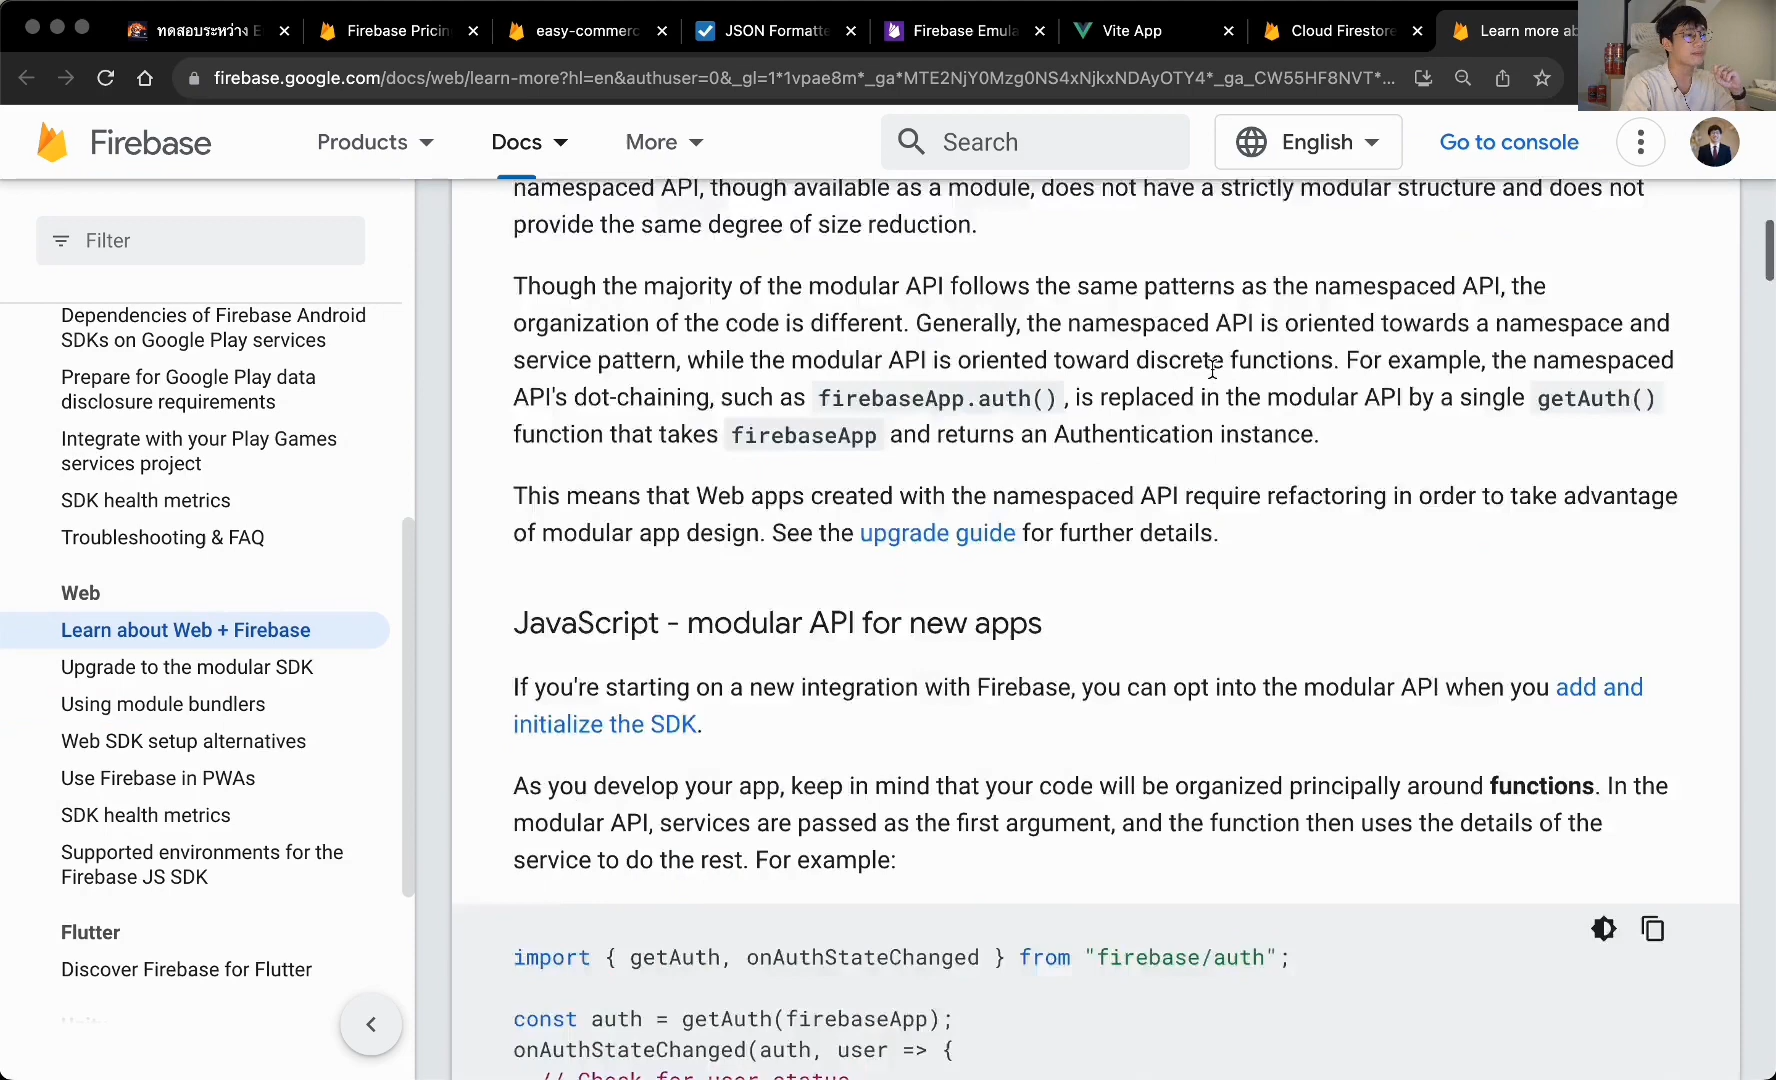 ทดสอบระหว่าง
Firebase Pricin
easy-commerc
JSON Formatte
Firebase Emula
Vite App
Cloud Firestore
Learn more ab
firebase.google.com/docs/web/learn-more?hl=en&authuser=0&_gl=1*1vpae8m*_ga*MTE2NjY0Mzg0NS4xNjkxNDAyOTY4*_ga_CW55HF8NVT*...
Firebase
Products
Docs
More
Search
English
Go to console
Filter
Dependencies of Firebase Android
SDKs on Google Play services
Prepare for Google Play data
disclosure requirements
Integrate with your Play Games
services project
SDK health metrics
Troubleshooting & FAQ
Web
Learn about Web + Firebase
Upgrade to the modular SDK
Using module bundlers
Web SDK setup alternatives
Use Firebase in PWAs
SDK health metrics
Supported environments for the
Firebase JS SDK
Flutter
Discover Firebase for Flutter
namespaced API, though available as a module, does not have a strictly modular structure and does not
provide the same degree of size reduction.
Though the majority of the modular API follows the same patterns as the namespaced API, the
organization of the code is different. Generally, the namespaced API is oriented towards a namespace and
service pattern, while the modular API is oriented toward discrete functions. For example, the namespaced
API's dot-chaining, such as firebaseApp.auth(), is replaced in the modular API by a single getAuth()
function that takes firebaseApp and returns an Authentication instance.
This means that Web apps created with the namespaced API require refactoring in order to take advantage
of modular app design. See the upgrade guide for further details.
JavaScript - modular API for new apps
If you're starting on a new integration with Firebase, you can opt into the modular API when you add and
initialize the SDK.
As you develop your app, keep in mind that your code will be organized principally around functions. In the
modular API, services are passed as the first argument, and the function then uses the details of the
service to do the rest. For example:
import { getAuth, onAuthStateChanged } from "firebase/auth";
const auth = getAuth(firebaseApp);
onAuthStateChanged(auth, user => {
// Check for user status